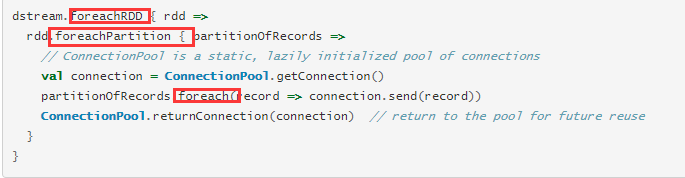 dstream.foreachRDD { rdd =>
  rdd.foreachPartition { partitionOfRecords =>
    // ConnectionPool is a static, lazily initialized pool of connections
    val connection = ConnectionPool.getConnection()
    partitionOfRecords.foreach(record => connection.send(record))
    ConnectionPool.returnConnection(connection)  // return to the pool for future reuse
  }
}